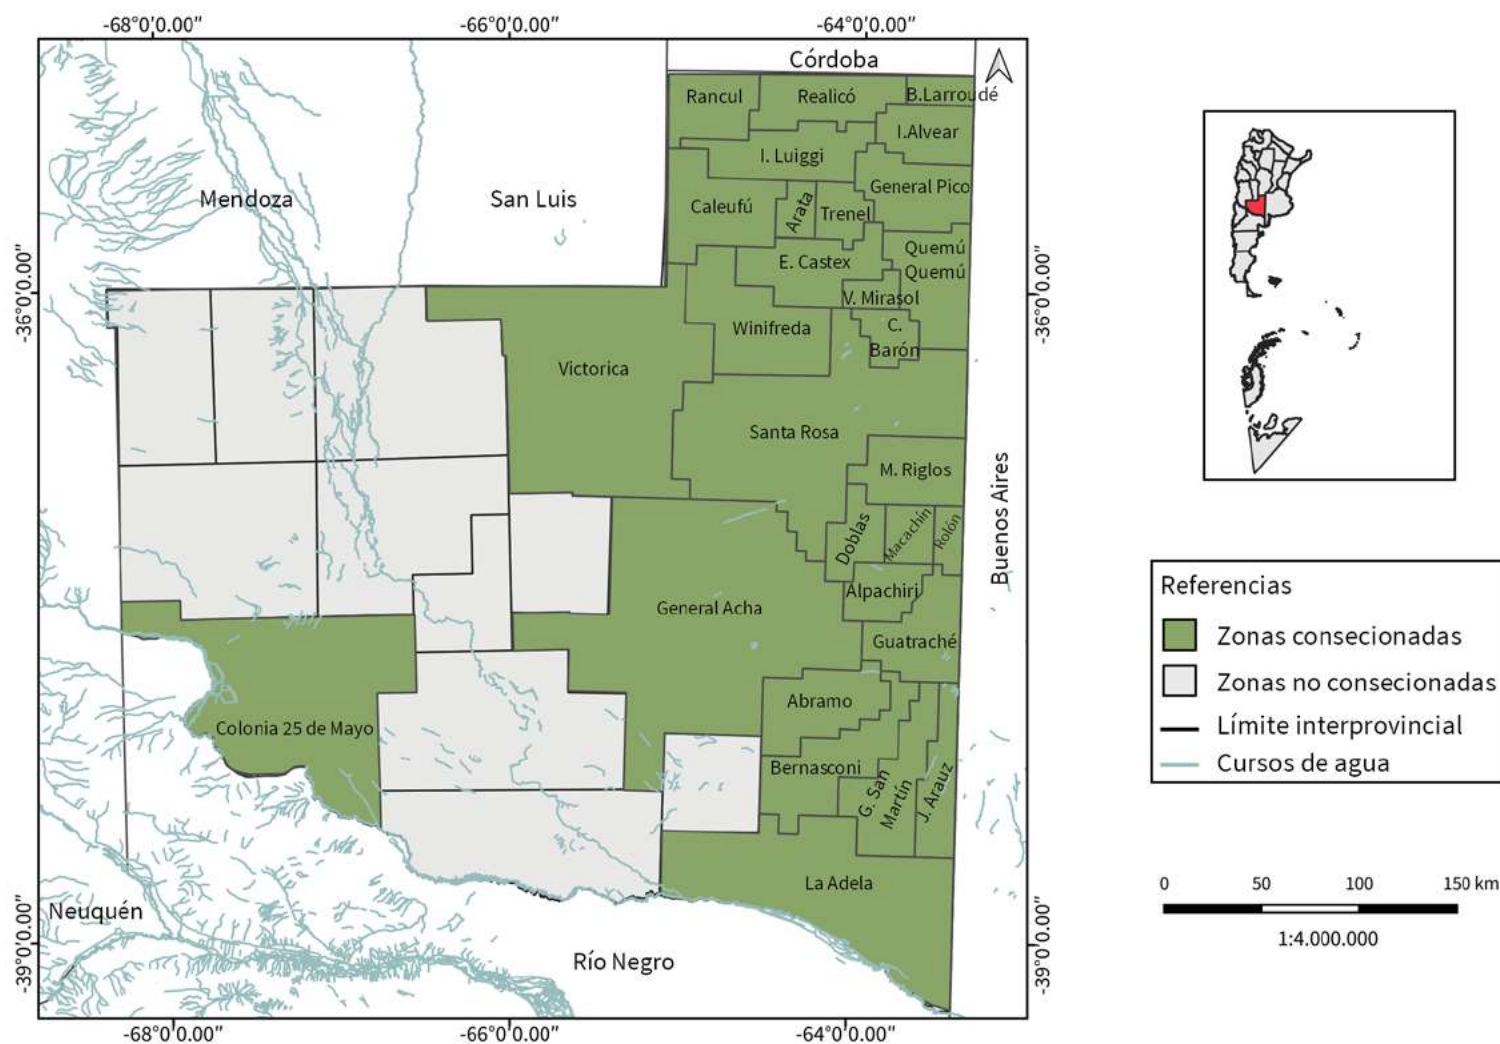 -68°0'0.00"
-66°0'0.00"
-64°0'0.00"
Córdoba
Rancul
Realicó
B.Larroudé
I.Alvear
I. Luiggi
Mendoza
San Luis
General Pico
Caleufú
Arata
Trenel
Quemú
Quemú
E. Castex
-36°0'0.00"
-36°0'0.00"
V. Mirasol
Winifreda
C.
Barón
Victorica
Santa Rosa
M. Riglos
Buenos Aires
Doblas
Macachin
Rolón
Alpachiri
General Acha
Guatraché
Abramo
Colonia 25 de Mayo
Bernasconi
G. San
Martín
J. Arauz
La Adela
Neuquén
Río Negro
-39°0'0.00"
-39°0'0.00"
-68°0'0.00"
-66°0'0.00"
-64°0'0.00"
Referencias
Zonas consecionadas
Zonas no consecionadas
Límite interprovincial
Cursos de agua
0 50 100 150 km
1:4.000.000